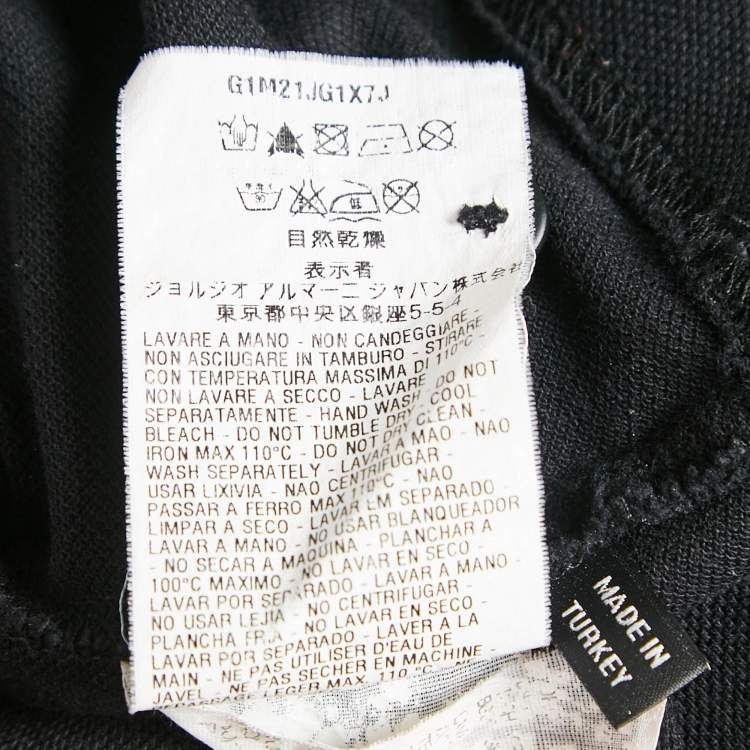 G1M21JG1X7J
自然乾燥
表示者
ジョルジオ アルマーニ ジャパン株式会社
東京都中央区銀座5-5-4
LAVARE A MANO - NON CANDEGGIARE -
NON ASCIUGARE IN TAMBURO - STIRARE
CON TEMPERATURA MASSIMA DI 110°C -
NON LAVARE A SECCO - LAVARE
SEPARATAMENTE - HAND WASH - DO NOT
BLEACH - DO NOT TUMBLE DRY - COOL
IRON MAX 110°C - DO NOT DRY CLEAN -
WASH SEPARATELY - LAVAR A MAO - NAO
USAR LIXIVIA - NAO CENTRIFUGAR -
PASSAR A FERRO MAX 110°C - NAO
LIMPAR A SECO - LAVAR EM SEPARADO -
LAVAR A MANO - NO USAR BLANQUEADOR
- NO SECAR A MAQUINA - PLANCHAR A
100°C MAXIMO - NO LAVAR EN SECO -
LAVAR POR SEPARADO - LAVAR A MANO -
NO USAR LEJIA - NO CENTRIFUGAR -
PLANCHA FRJA - NO LAVAR EN SECO -
LAVAR POR SEPARADO - LAVER A LA
MAIN - NE PAS UTILISER D'EAU DE
JAVEL - NE PAS SECHER EN MACHINE -
LEGER MAX. 110°C
MADE IN
TURKEY